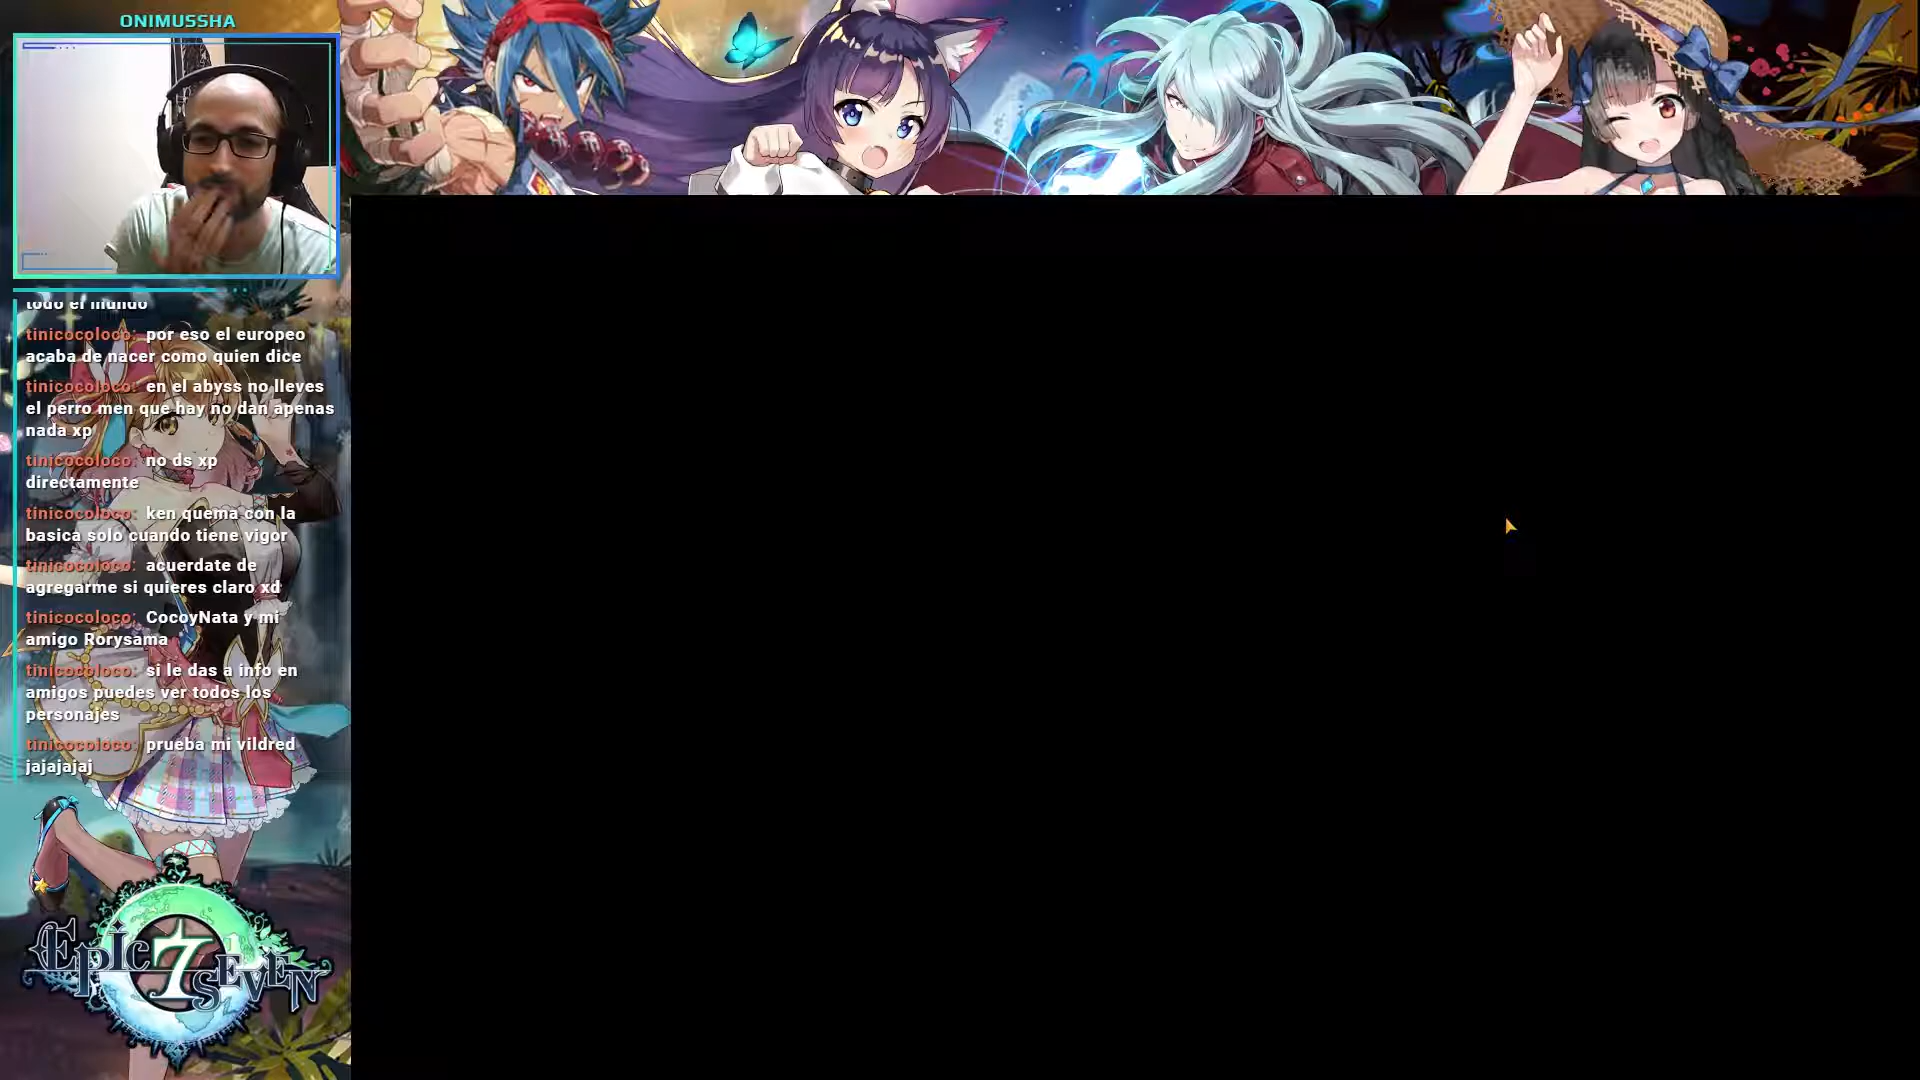 ONIMUSSHA
todo el mundo
tinicocoloco: por eso el europeo
acaba de nacer como quien dice
tinicocoloco: en el abyss no lleves
el perro men que hay no dan apenas
nada xp
tinicocoloco: no ds xp
directamente
tinicocoloco: ken quema con la
basica solo cuando tiene vigor
tinicocoloco: acuerdate de
agregarme si quieres claro xd
tinicocoloco: CocoyNata y mi
amigo Rorysama
tinicocoloco: si le das a info en
amigos puedes ver todos los
personajes
tinicocoloco: prueba mi vildred
jajajajaj
EPIC
7
SEVEN